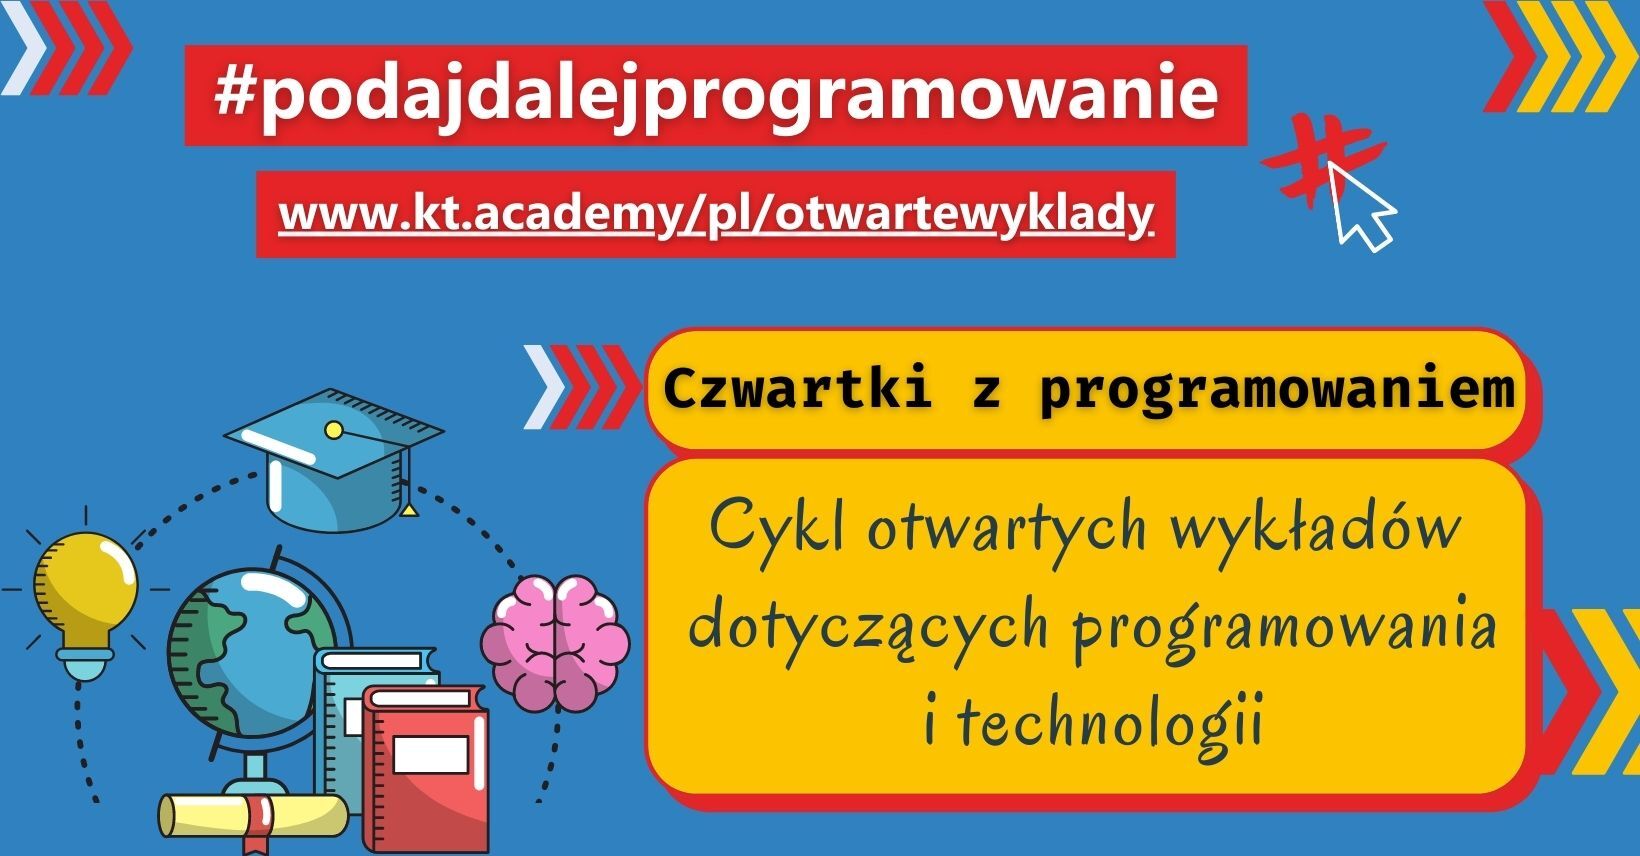 #podajdalejprogramowanie
www.kt.academy/pl/otwartewyklady
Czwartki z programowaniem
Cykl otwartych wykładów
dotyczących programowania
i technologii